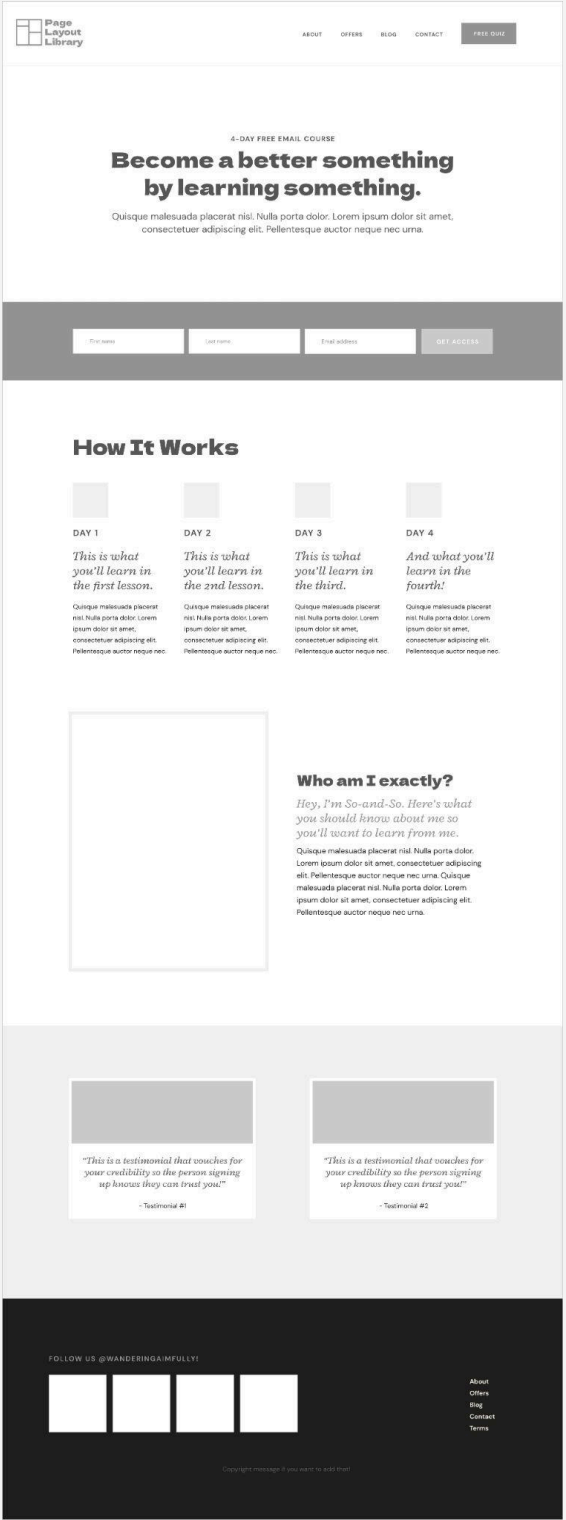 Page
Layout
Library
ABOUT OFFERS BLOG CONTACT FREE QUIZ
4-DAY FREE EMAIL COURSE
Become a better something
by learning something.
Quisque malesuada placerat nisl. Nulla porta dolor. Lorem ipsum dolor sit amet,
consectetuer adipiscing elit. Pellentesque auctor neque nec urna.
First name Last name Email address GET ACCESS
How It Works
DAY 1
This is what
you'll learn in
the first lesson.
Quisque malesuada placerat
nisl. Nulla porta dolor. Lorem
ipsum dolor sit amet,
consectetuer adipiscing elit.
Pellentesque auctor neque nec.
DAY 2
This is what
you'll learn in
the 2nd lesson.
Quisque malesuada placerat
nisl. Nulla porta dolor. Lorem
ipsum dolor sit amet,
consectetuer adipiscing elit.
Pellentesque auctor neque nec.
DAY 3
This is what
you'll learn in
the third.
Quisque malesuada placerat
nisl. Nulla porta dolor. Lorem
ipsum dolor sit amet,
consectetuer adipiscing elit.
Pellentesque auctor neque nec.
DAY 4
And what you'll
learn in the
fourth!
Quisque malesuada placerat
nisl. Nulla porta dolor. Lorem
ipsum dolor sit amet,
consectetuer adipiscing elit.
Pellentesque auctor neque nec.
Who am I exactly?
Hey, I'm So-and-So. Here's what
you should know about me so
you'll want to learn from me.
Quisque malesuada placerat nisl. Nulla porta dolor.
Lorem ipsum dolor sit amet, consectetuer adipiscing
elit. Pellentesque auctor neque nec urna. Quisque
malesuada placerat nisl. Nulla porta dolor. Lorem
ipsum dolor sit amet, consectetuer adipiscing elit.
Pellentesque auctor neque nec urna.
"This is a testimonial that vouches for
your credibility so the person signing
up knows they can trust you!"
- Testimonial #1
"This is a testimonial that vouches for
your credibility so the person signing
up knows they can trust you!"
- Testimonial #2
FOLLOW US @WANDERINGAIMFULLY!
About
Offers
Blog
Contact
Terms
Copyright message if you want to add their